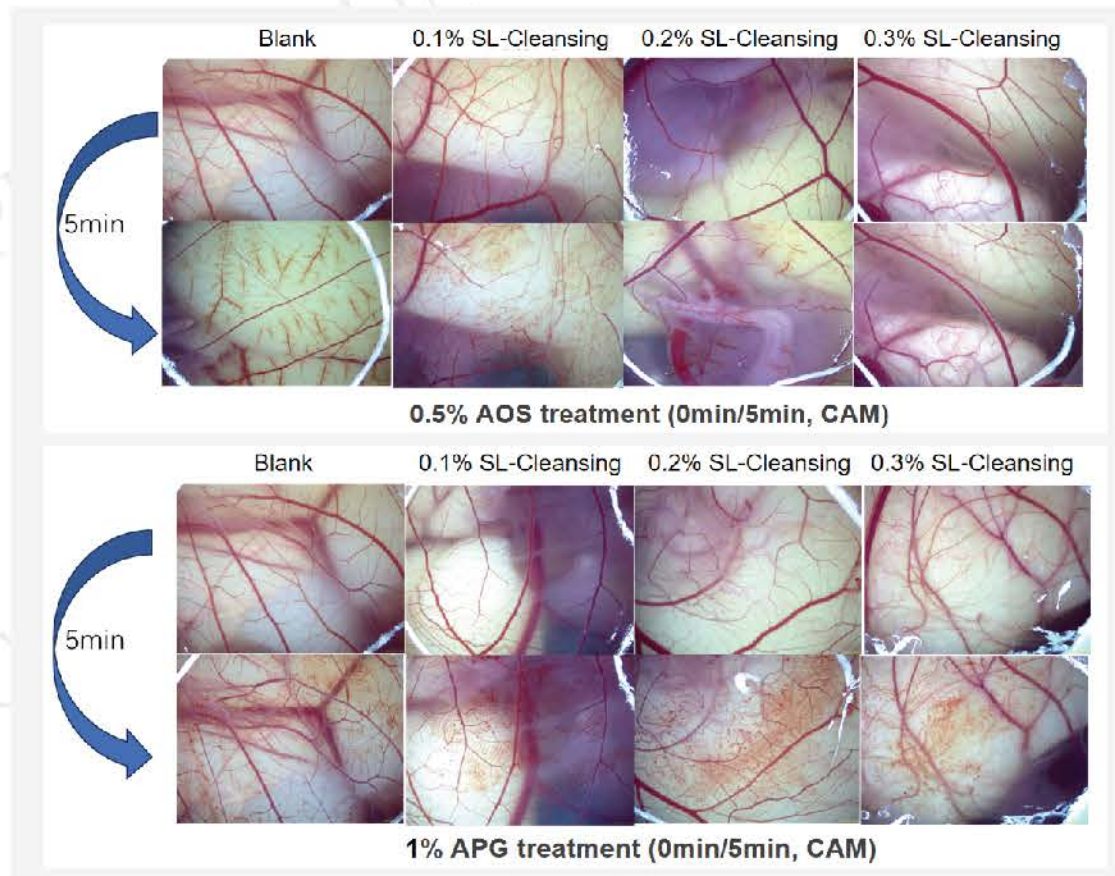 Blank 0.1% SL-Cleansing 0.2% SL-Cleansing 0.3% SL-Cleansing
5min
0.5% AOS treatment (0min/5min, CAM)
Blank 0.1% SL-Cleansing 0.2% SL-Cleansing 0.3% SL-Cleansing
5min
1% APG treatment (0min/5min, CAM)